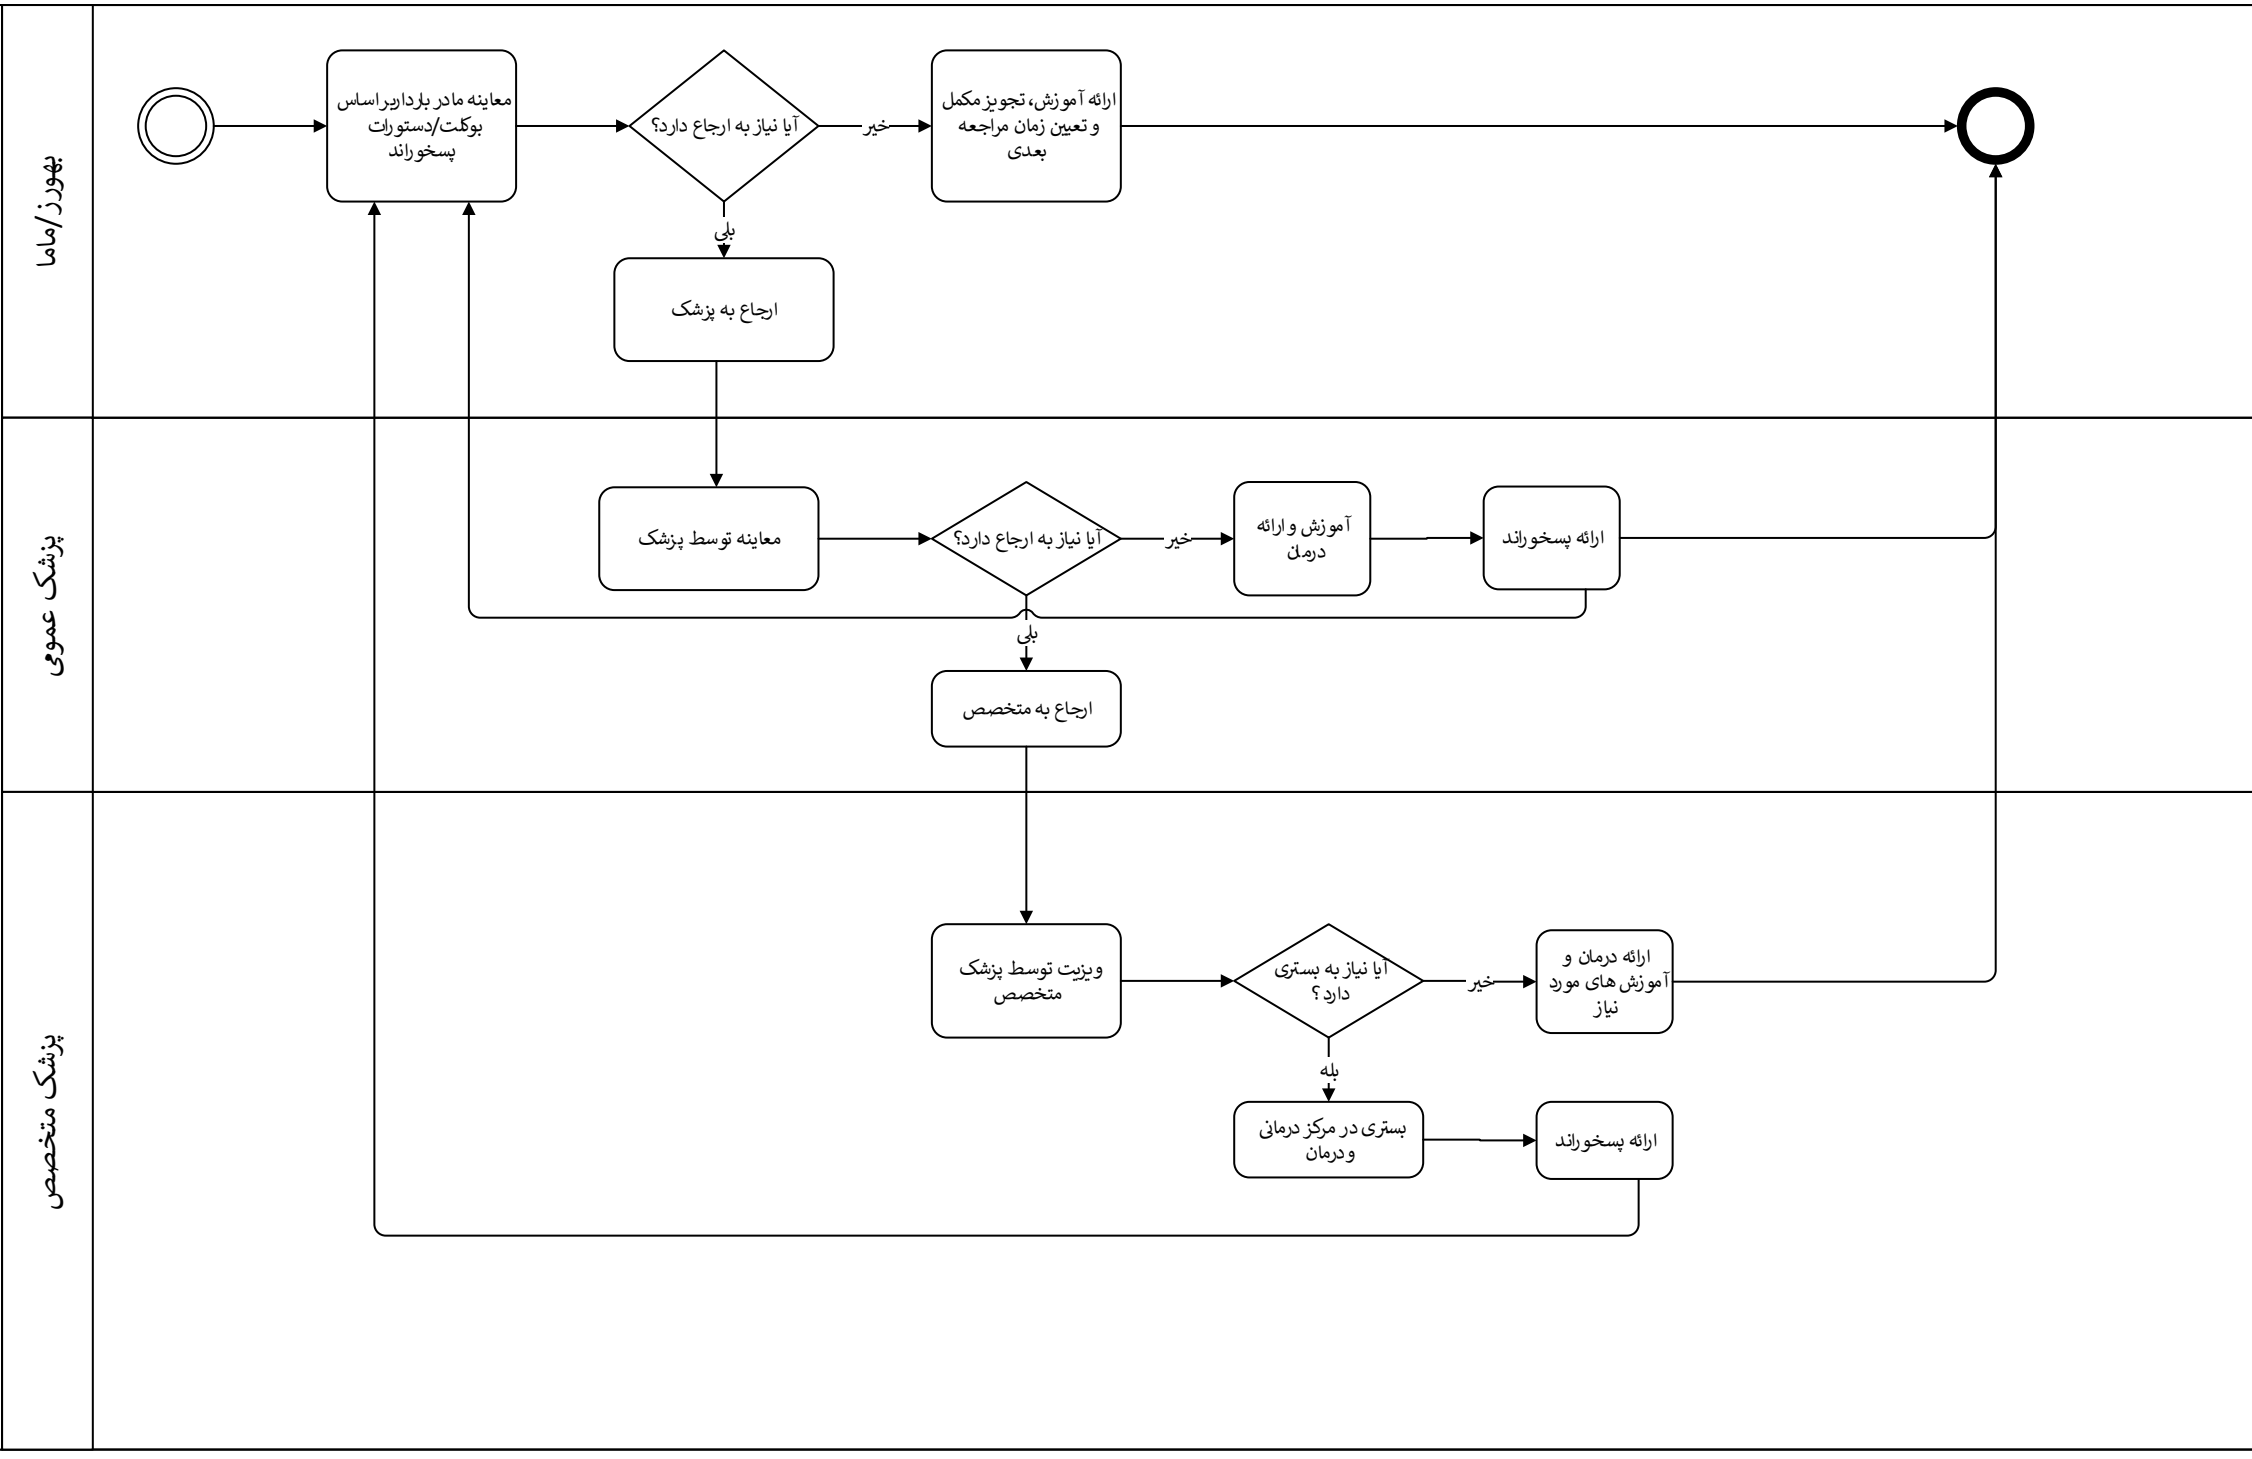 بهورز/ماما
معاینه مادر باردار بر اساس
بوکلت/دستورات
پسخوراند
آیا نیاز به ارجاع دارد؟
خیر
ارائه آموزش، تجویز مکمل
و تعیین زمان مراجعه
بعدی
بلی
ارجاع به پزشک
پزشک عمومی
معاینه توسط پزشک
آیا نیاز به ارجاع دارد؟
خیر
آموزش و ارائه
درمان
ارائه پسخوراند
بلی
ارجاع به متخصص
پزشک متخصص
ویزیت توسط پزشک
متخصص
آیا نیاز به بستری
دارد ؟
خیر
ارائه درمان و
آموزش های مورد
نیاز
بله
بستری در مرکز درمانی
و درمان
ارائه پسخوراند